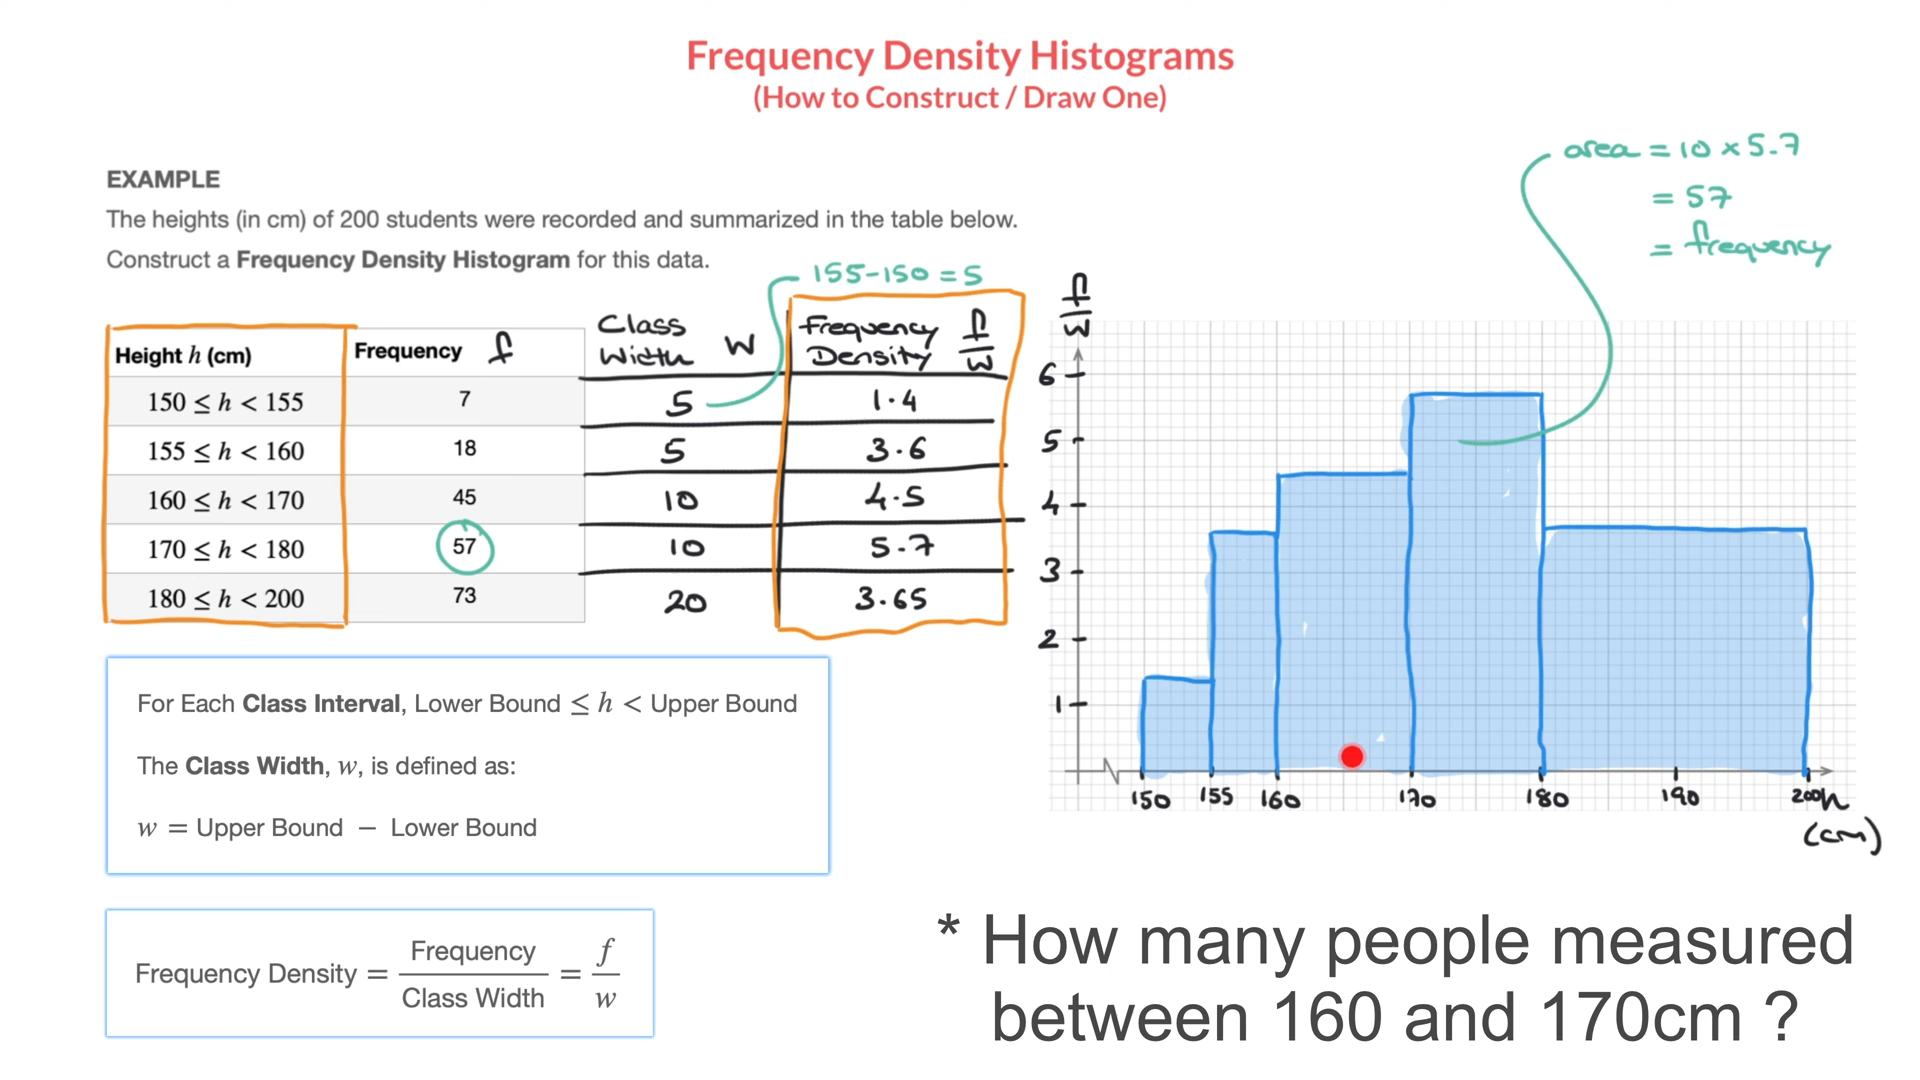 Frequency Density Histograms
(How to Construct / Draw One)
EXAMPLE
The heights (in cm) of 200 students were recorded and summarized in the table below.
Construct a Frequency Density Histogram for this data.
155-150 = 5
Height h (cm) Frequency f Class Width w Frequency Density f/w
150 ≤ h < 155 7 5 1.4
155 ≤ h < 160 18 5 3.6
160 ≤ h < 170 45 10 4.5
170 ≤ h < 180 57 10 5.7
180 ≤ h < 200 73 20 3.65
For Each Class Interval, Lower Bound ≤ h < Upper Bound
The Class Width, w, is defined as:
w = Upper Bound − Lower Bound
Frequency Density = Frequency / Class Width = f / w
area = 10 × 5.7
= 57
= frequency
f/w
6
5
4
3
2
1
150 155 160 170 180 190 200 h
(cm)
* How many people measured
between 160 and 170cm ?